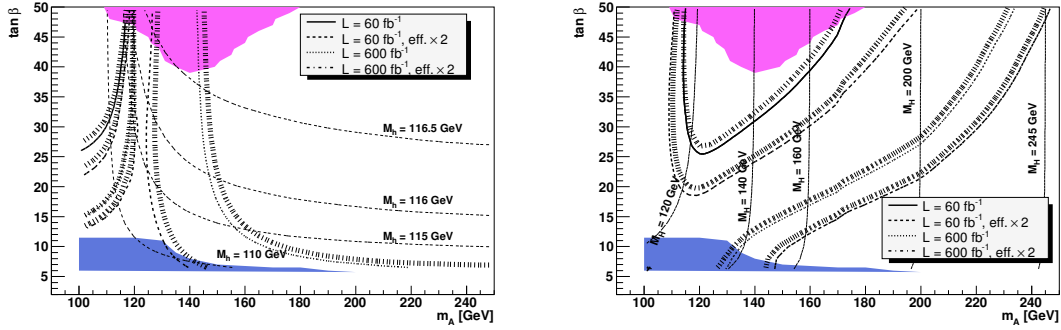 tan β
50
45
40
35
30
25
20
15
10
5
100 120 140 160 180 200 220 240
m_A [GeV]
L = 60 fb⁻¹
L = 60 fb⁻¹, eff. × 2
L = 600 fb⁻¹
L = 600 fb⁻¹, eff. × 2
M_h = 116.5 GeV
M_h = 116 GeV
M_h = 115 GeV
M_h = 110 GeV
tan β
50
45
40
35
30
25
20
15
10
5
100 120 140 160 180 200 220 240
m_A [GeV]
M_H = 120 GeV
M_H = 140 GeV
M_H = 160 GeV
M_H = 200 GeV
M_H = 245 GeV
L = 60 fb⁻¹
L = 60 fb⁻¹, eff. × 2
L = 600 fb⁻¹
L = 600 fb⁻¹, eff. × 2